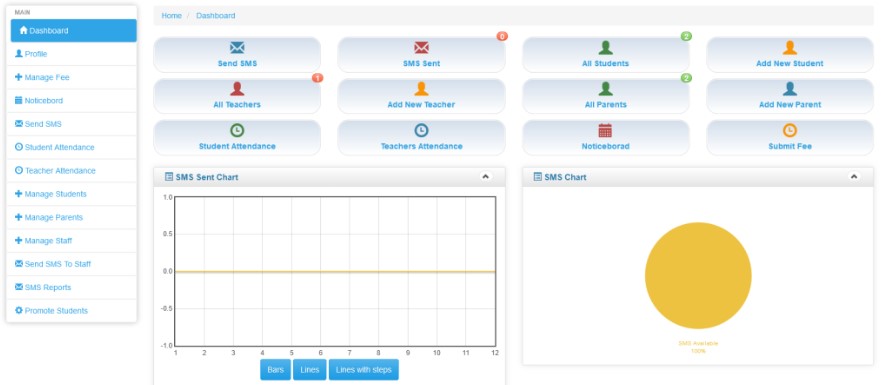 MAIN
Dashboard
Profile
Manage Fee
Noticebord
Send SMS
Student Attendance
Teacher Attendance
Manage Students
Manage Parents
Manage Staff
Send SMS To Staff
SMS Reports
Promote Students
Home / Dashboard
Send SMS
0
SMS Sent
2
All Students
Add New Student
1
All Teachers
Add New Teacher
2
All Parents
Add New Parent
Student Attendance
Teachers Attendance
Noticeborad
Submit Fee
SMS Sent Chart
1.0
0.5
0.0
-0.5
-1.0
1 2 3 4 5 6 7 8 9 10 11 12
Bars Lines Lines with steps
SMS Chart
SMS Available
100%